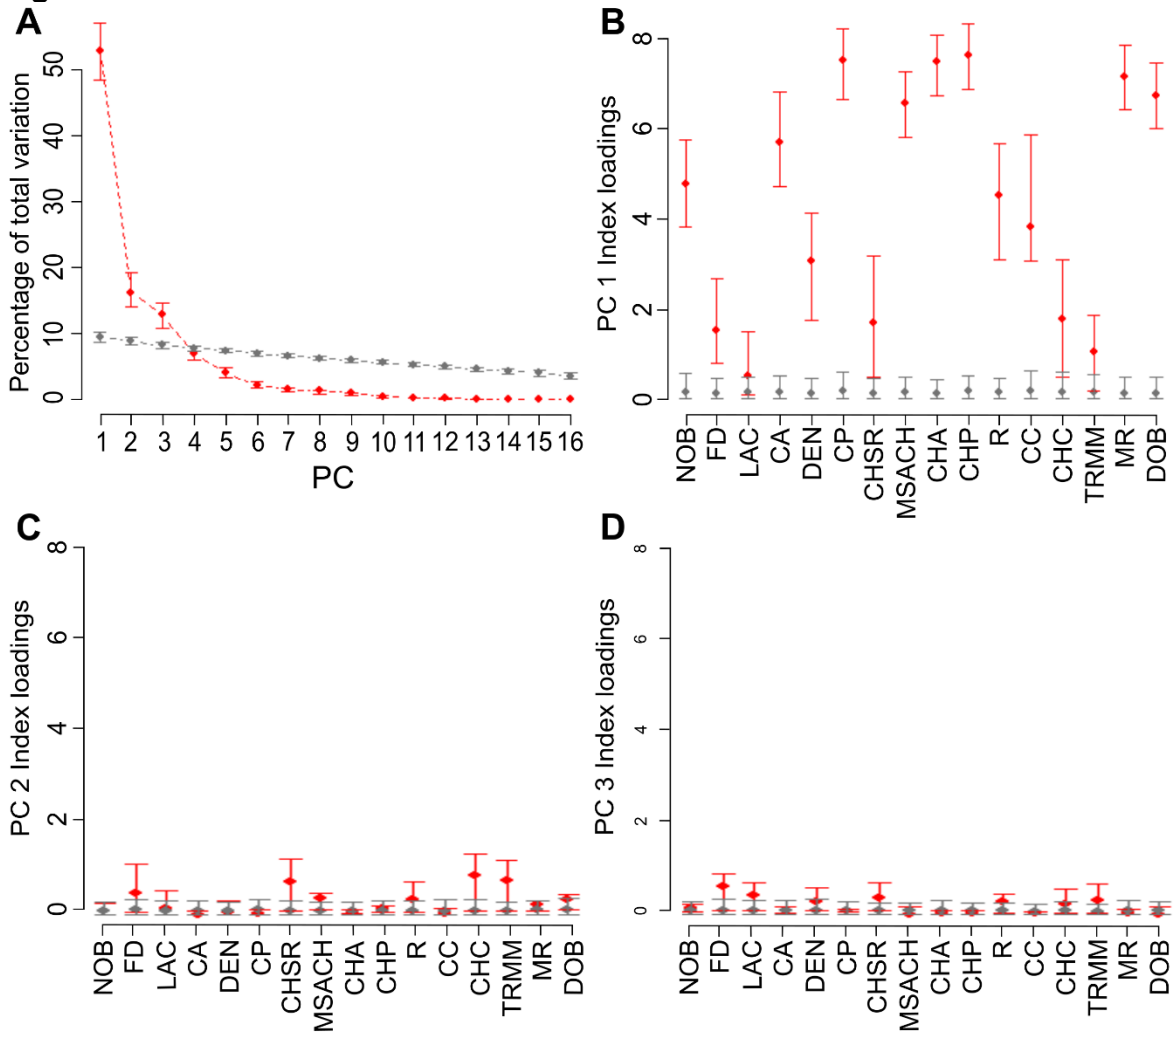 A
Percentage of total variation
0 10 20 30 40 50
1 2 3 4 5 6 7 8 9 10 11 12 13 14 15 16
PC
B
PC 1 Index loadings
0 2 4 6 8
NOB FD LAC CA DEN CP CHSR MSACH CHA CHP R CC CHC TRMM MR DOB
C
PC 2 Index loadings
0 2 4 6 8
NOB FD LAC CA DEN CP CHSR MSACH CHA CHP R CC CHC TRMM MR DOB
D
PC 3 Index loadings
0 2 4 6 8
NOB FD LAC CA DEN CP CHSR MSACH CHA CHP R CC CHC TRMM MR DOB